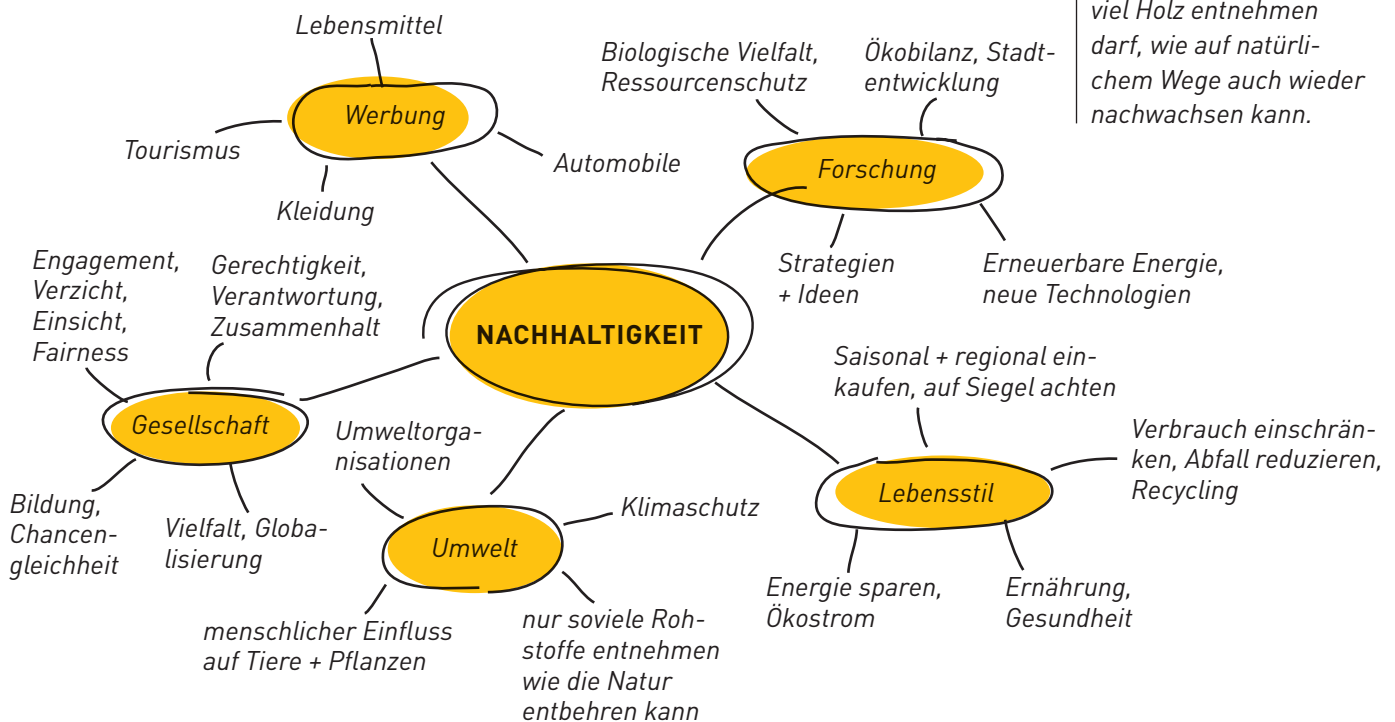 viel Holz entnehmen
darf, wie auf natürli-
chem Wege auch wieder
nachwachsen kann.
Lebensmittel
Werbung
Tourismus
Automobile
Kleidung
Biologische Vielfalt,
Ressourcenschutz
Ökobilanz, Stadt-
entwicklung
Forschung
Strategien
+ Ideen
Erneuerbare Energie,
neue Technologien
NACHHALTIGKEIT
Engagement,
Verzicht,
Einsicht,
Fairness
Gerechtigkeit,
Verantwortung,
Zusammenhalt
Gesellschaft
Bildung,
Chancen-
gleichheit
Vielfalt, Globa-
lisierung
Umweltorga-
nisationen
Klimaschutz
Umwelt
menschlicher Einfluss
auf Tiere + Pflanzen
nur soviele Roh-
stoffe entnehmen
wie die Natur
entbehren kann
Saisonal + regional ein-
kaufen, auf Siegel achten
Verbrauch einschrän-
ken, Abfall reduzieren,
Recycling
Lebensstil
Energie sparen,
Ökostrom
Ernährung,
Gesundheit